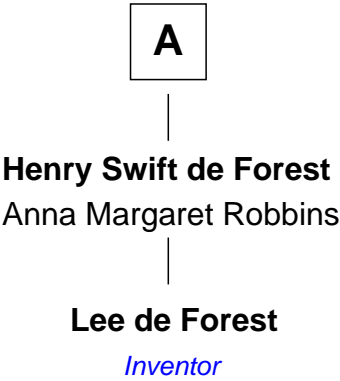 A
Henry Swift de Forest
Anna Margaret Robbins
Lee de Forest
Inventor